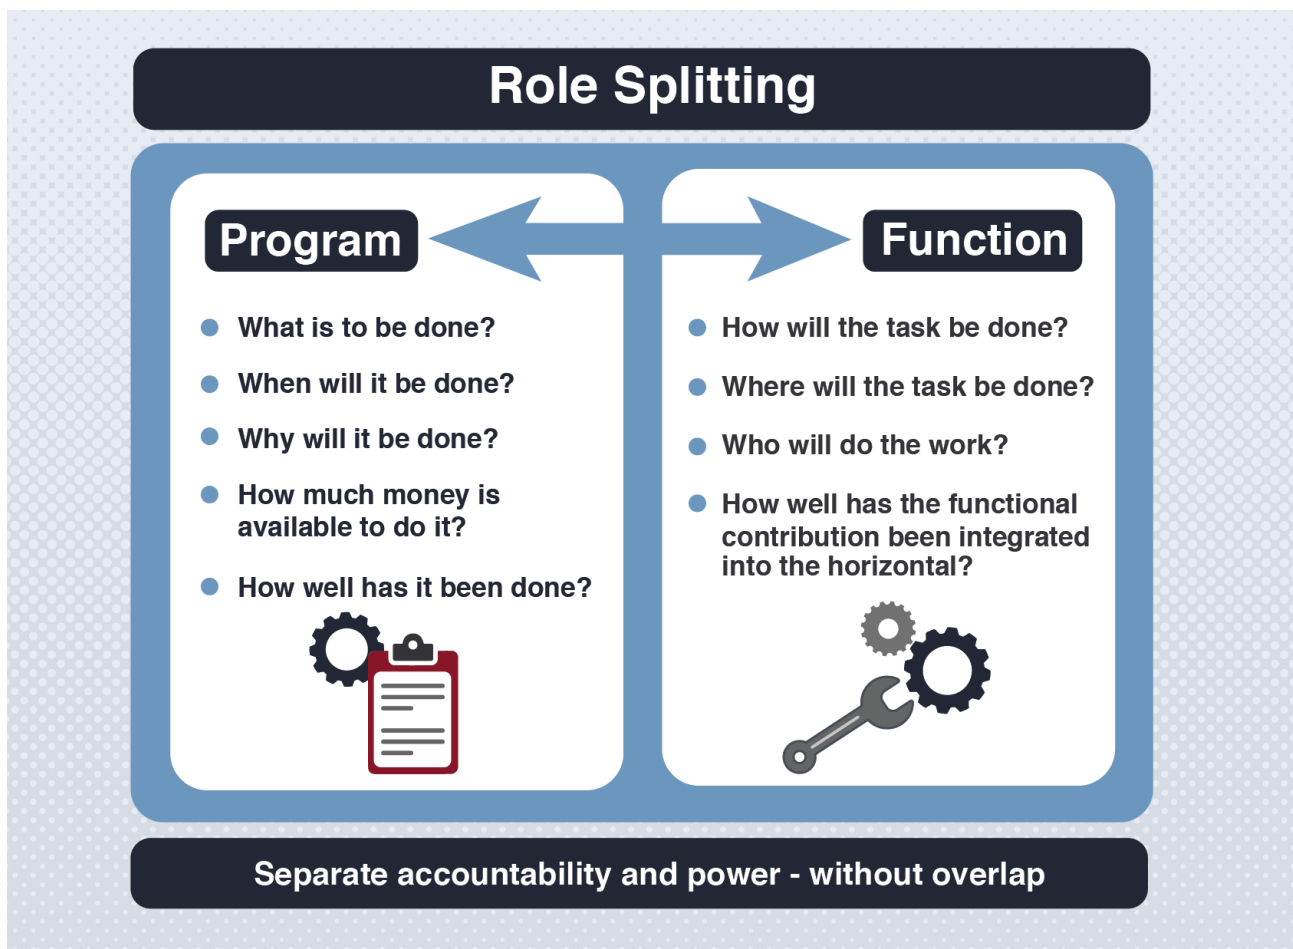 Role Splitting
Program
What is to be done?
When will it be done?
Why will it be done?
How much money is
available to do it?
How well has it been done?
Function
How will the task be done?
Where will the task be done?
Who will do the work?
How well has the functional
contribution been integrated
into the horizontal?
Separate accountability and power - without overlap